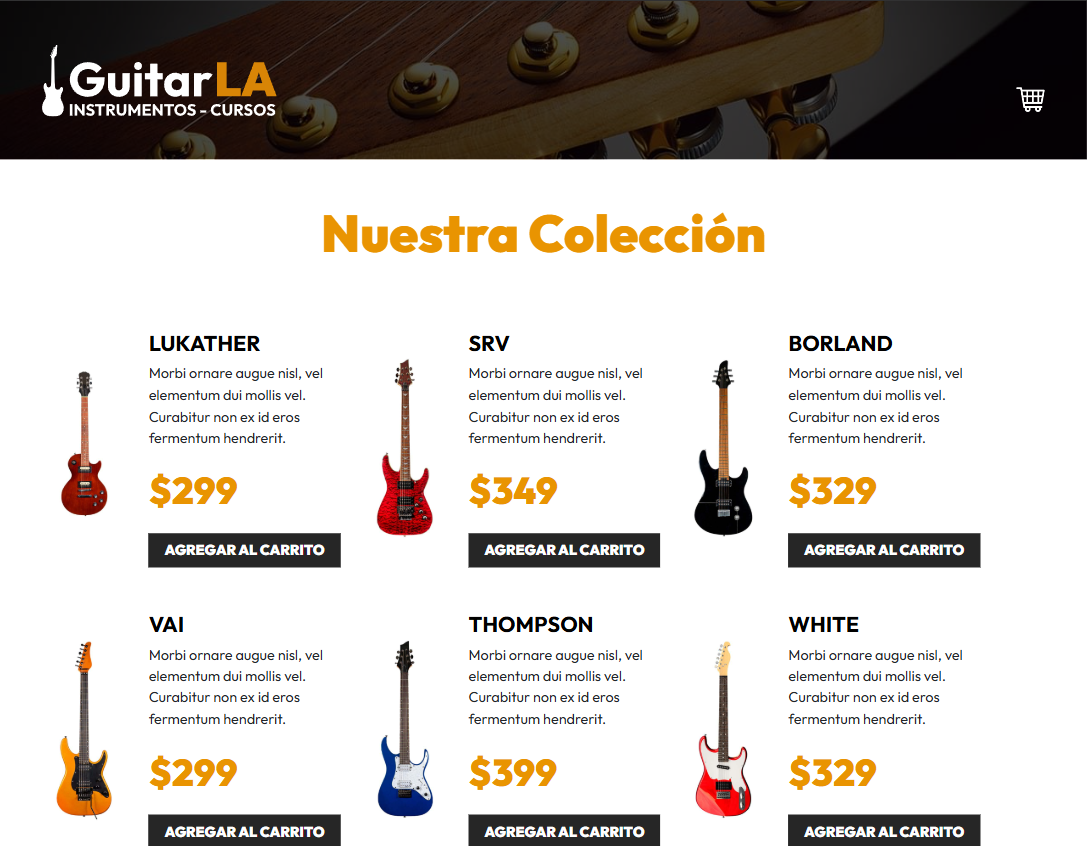 GuitarLA
INSTRUMENTOS - CURSOS
Nuestra Colección
LUKATHER
Morbi ornare augue nisl, vel
elementum dui mollis vel.
Curabitur non ex id eros
fermentum hendrerit.
$299
AGREGAR AL CARRITO
SRV
Morbi ornare augue nisl, vel
elementum dui mollis vel.
Curabitur non ex id eros
fermentum hendrerit.
$349
AGREGAR AL CARRITO
BORLAND
Morbi ornare augue nisl, vel
elementum dui mollis vel.
Curabitur non ex id eros
fermentum hendrerit.
$329
AGREGAR AL CARRITO
VAI
Morbi ornare augue nisl, vel
elementum dui mollis vel.
Curabitur non ex id eros
fermentum hendrerit.
$299
AGREGAR AL CARRITO
THOMPSON
Morbi ornare augue nisl, vel
elementum dui mollis vel.
Curabitur non ex id eros
fermentum hendrerit.
$399
AGREGAR AL CARRITO
WHITE
Morbi ornare augue nisl, vel
elementum dui mollis vel.
Curabitur non ex id eros
fermentum hendrerit.
$329
AGREGAR AL CARRITO